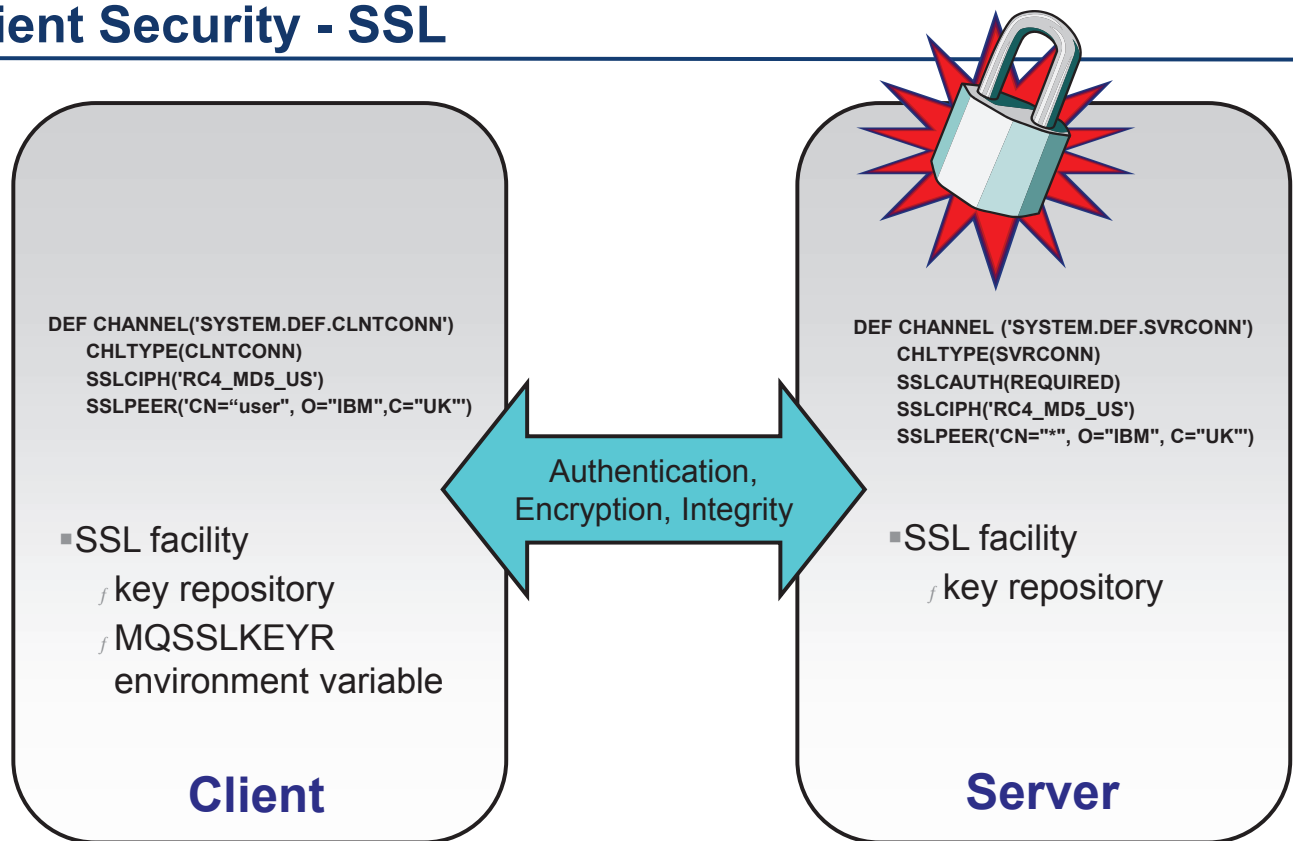 ient Security - SSL
DEF CHANNEL('SYSTEM.DEF.CLNTCONN')
CHLTYPE(CLNTCONN)
SSLCIPH('RC4_MD5_US')
SSLPEER('CN=“user", O="IBM",C="UK"')
▪SSL facility
ƒ key repository
ƒ MQSSLKEYR
environment variable
Client
Authentication,
Encryption, Integrity
DEF CHANNEL ('SYSTEM.DEF.SVRCONN')
CHLTYPE(SVRCONN)
SSLCAUTH(REQUIRED)
SSLCIPH('RC4_MD5_US')
SSLPEER('CN="*", O="IBM", C="UK"')
▪SSL facility
ƒ key repository
Server